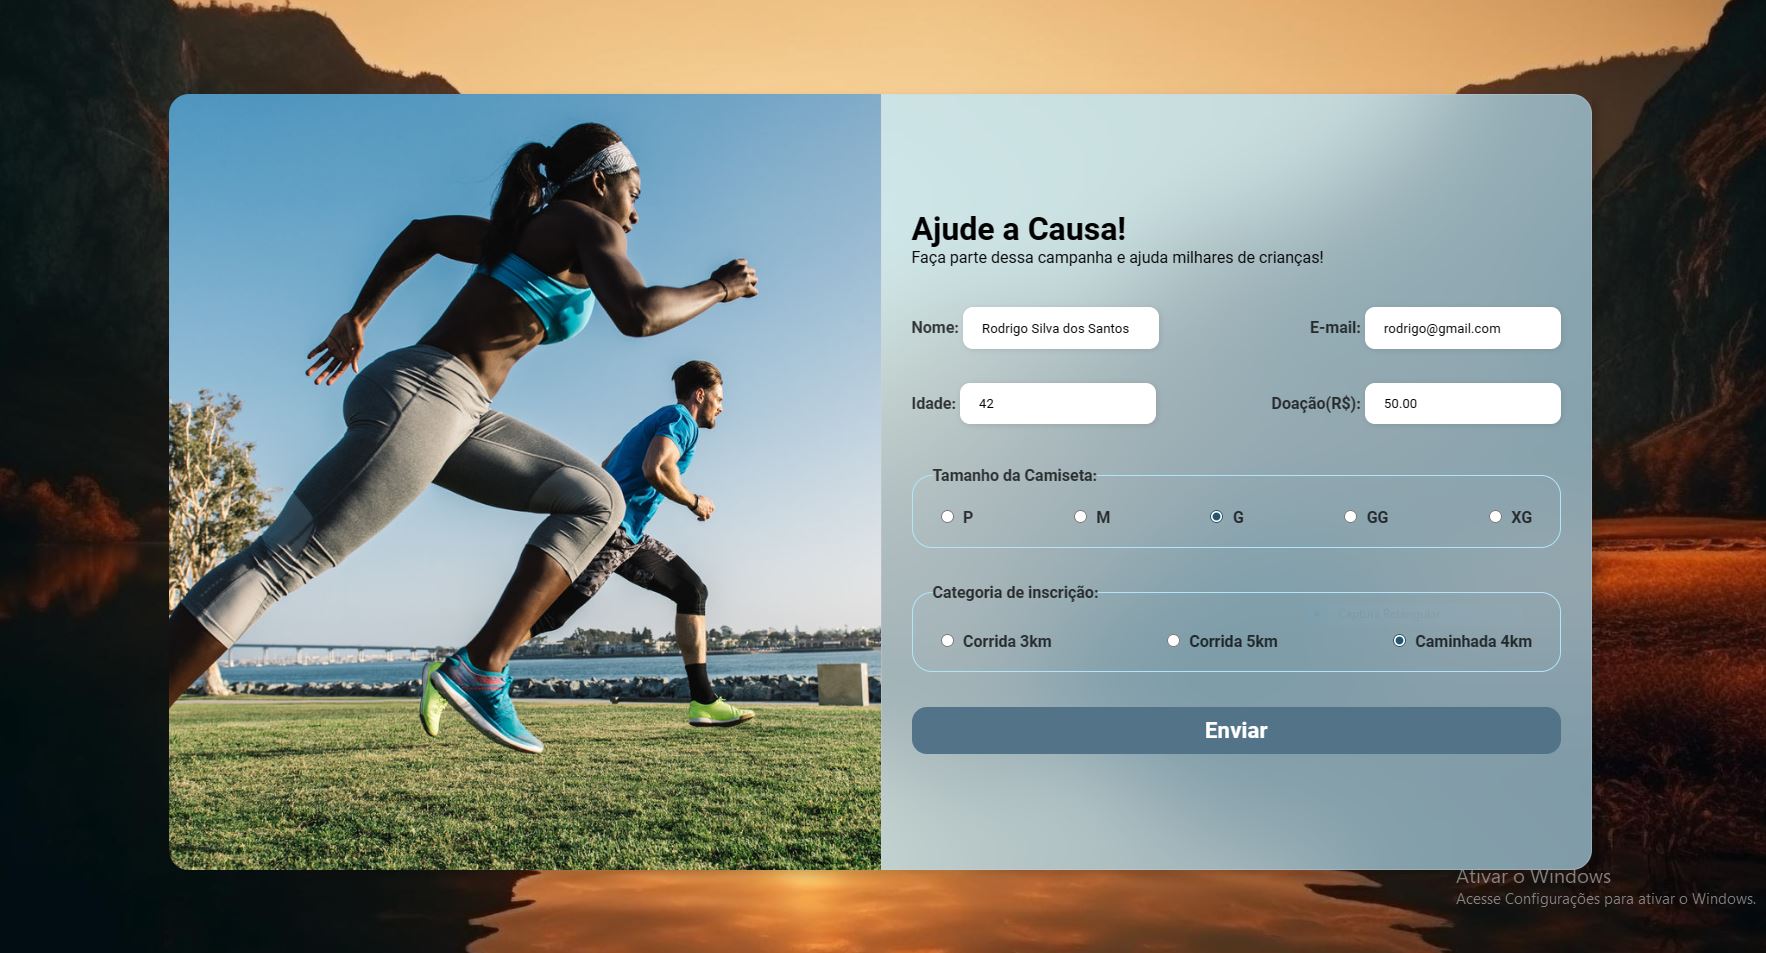 Ajude a Causa!
Faça parte dessa campanha e ajuda milhares de crianças!
Nome: Rodrigo Silva dos Santos
E-mail: rodrigo@gmail.com
Idade: 42
Doação(R$): 50.00
Tamanho da Camiseta:
P M G GG XG
Categoria de inscrição:
Captura Retangular
Corrida 3km Corrida 5km Caminhada 4km
Enviar
Ativar o Windows
Acesse Configurações para ativar o Windows.